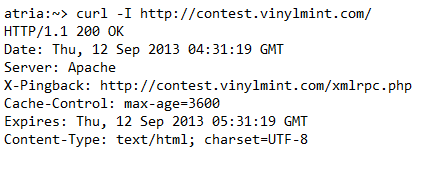 atria:~> curl -I http://contest.vinylmint.com/
HTTP/1.1 200 OK
Date: Thu, 12 Sep 2013 04:31:19 GMT
Server: Apache
X-Pingback: http://contest.vinylmint.com/xmlrpc.php
Cache-Control: max-age=3600
Expires: Thu, 12 Sep 2013 05:31:19 GMT
Content-Type: text/html; charset=UTF-8